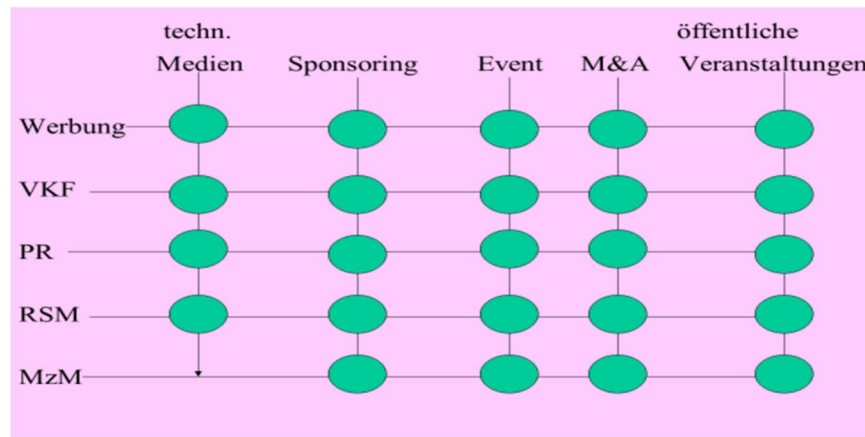 techn.
öffentliche
Medien Sponsoring Event M&A Veranstaltungen
Werbung
VKF
PR
RSM
MzM